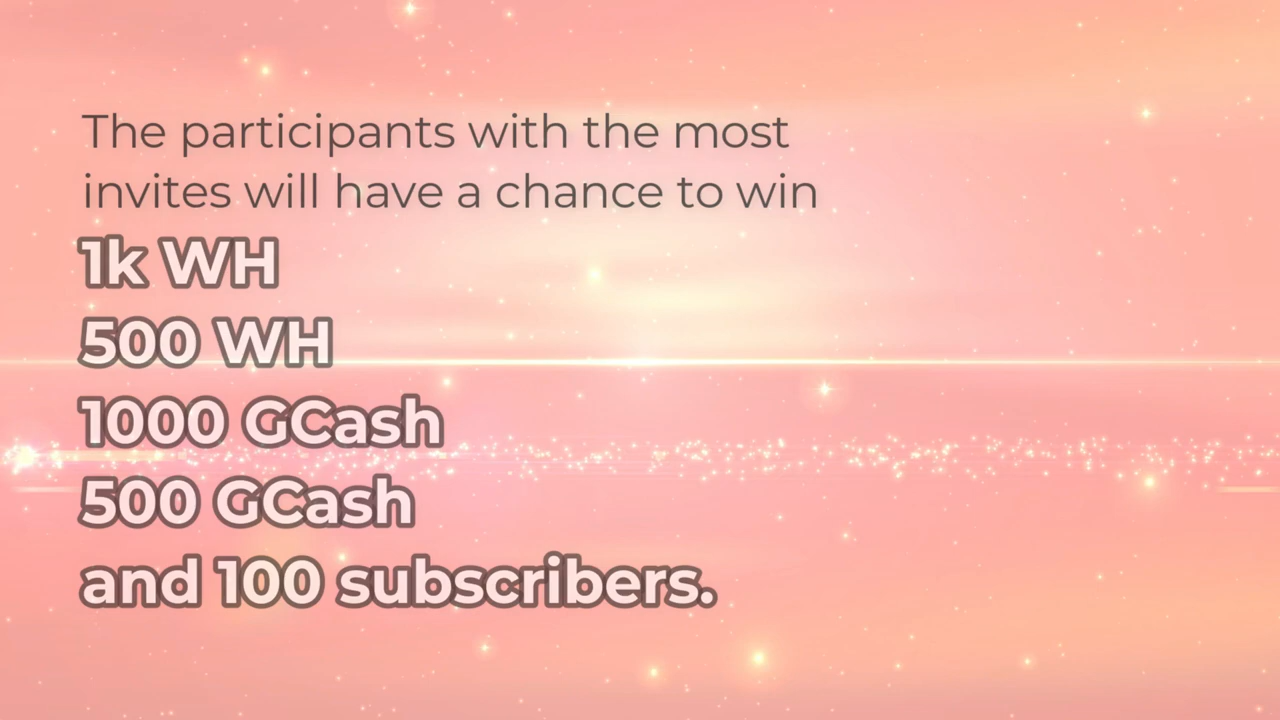 The participants with the most
invites will have a chance to win
1k WH
500 WH
1000 GCash
500 GCash
and 100 subscribers.